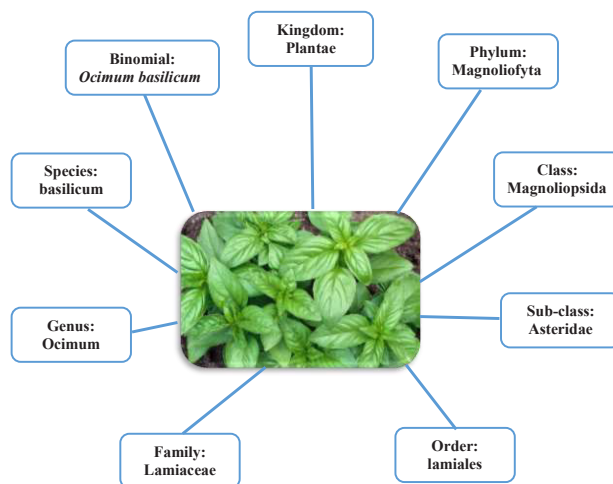 Kingdom:
Plantae
Phylum:
Magnoliofyta
Class:
Magnoliopsida
Sub-class:
Asteridae
Order:
lamiales
Family:
Lamiaceae
Genus:
Ocimum
Species:
basilicum
Binomial:
Ocimum basilicum